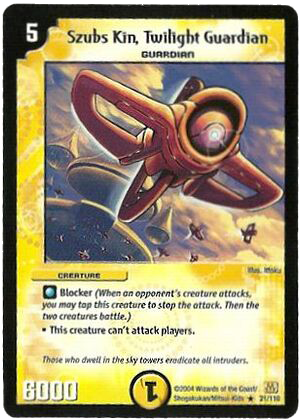 5
Szubs Kin, Twilight Guardian
GUARDIAN
Illus. Miaku
CREATURE
Blocker (When an opponent's creature attacks,
you may tap this creature to stop the attack. Then the
two creatures battle.)
• This creature can't attack players.
Those who dwell in the sky towers eradicate all intruders.
6000
©2004 Wizards of the Coast/
Shogakukan/Mitsui-Kids ★ 21/110